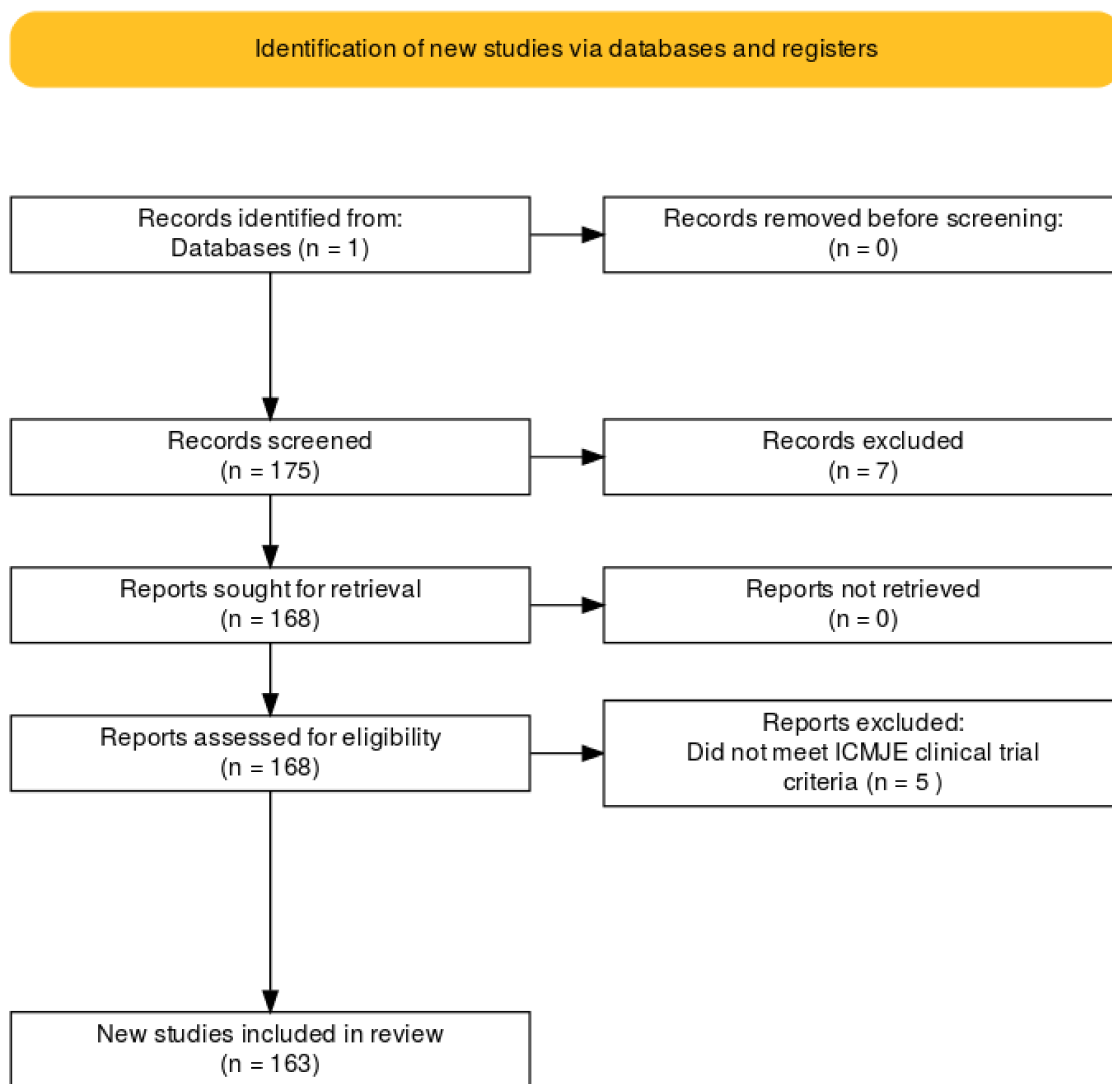 Identification of new studies via databases and registers
Records identified from:
Databases (n = 1)
Records removed before screening:
(n = 0)
Records screened
(n = 175)
Records excluded
(n = 7)
Reports sought for retrieval
(n = 168)
Reports not retrieved
(n = 0)
Reports assessed for eligibility
(n = 168)
Reports excluded:
Did not meet ICMJE clinical trial
criteria (n = 5 )
New studies included in review
(n = 163)